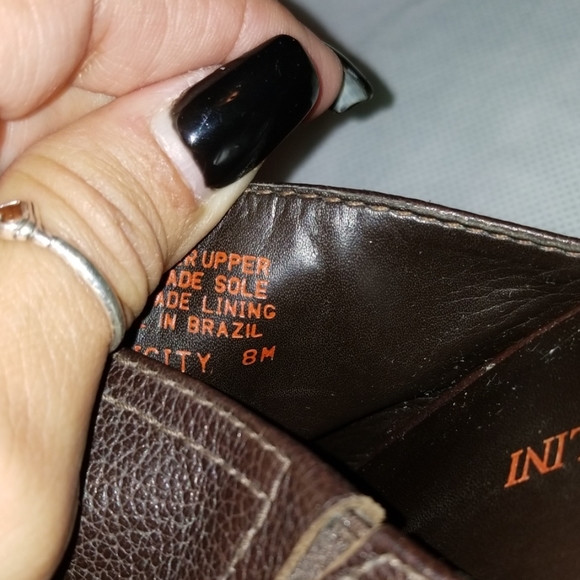 R UPPER
ADE SOLE
ADE LINING
IN BRAZIL
CITY 8M
INI